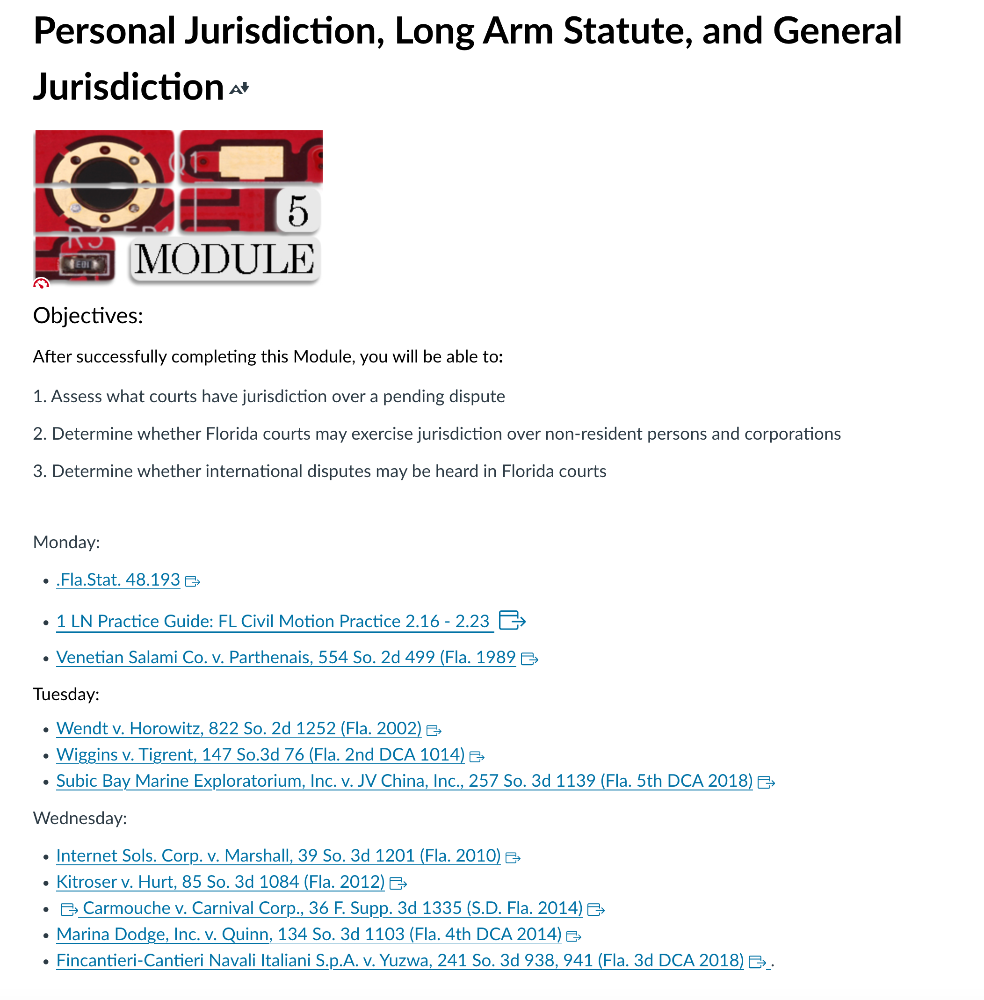 Personal Jurisdiction, Long Arm Statute, and General
Jurisdiction
Q1
5
R3 FR1
MODULE
E01
Objectives:
After successfully completing this Module, you will be able to:
1. Assess what courts have jurisdiction over a pending dispute
2. Determine whether Florida courts may exercise jurisdiction over non-resident persons and corporations
3. Determine whether international disputes may be heard in Florida courts
Monday:
• .Fla.Stat. 48.193
• 1 LN Practice Guide: FL Civil Motion Practice 2.16 - 2.23
• Venetian Salami Co. v. Parthenais, 554 So. 2d 499 (Fla. 1989
Tuesday:
• Wendt v. Horowitz, 822 So. 2d 1252 (Fla. 2002)
• Wiggins v. Tigrent, 147 So.3d 76 (Fla. 2nd DCA 1014)
• Subic Bay Marine Exploratorium, Inc. v. JV China, Inc., 257 So. 3d 1139 (Fla. 5th DCA 2018)
Wednesday:
• Internet Sols. Corp. v. Marshall, 39 So. 3d 1201 (Fla. 2010)
• Kitroser v. Hurt, 85 So. 3d 1084 (Fla. 2012)
• Carmouche v. Carnival Corp., 36 F. Supp. 3d 1335 (S.D. Fla. 2014)
• Marina Dodge, Inc. v. Quinn, 134 So. 3d 1103 (Fla. 4th DCA 2014)
• Fincantieri-Cantieri Navali Italiani S.p.A. v. Yuzwa, 241 So. 3d 938, 941 (Fla. 3d DCA 2018) .